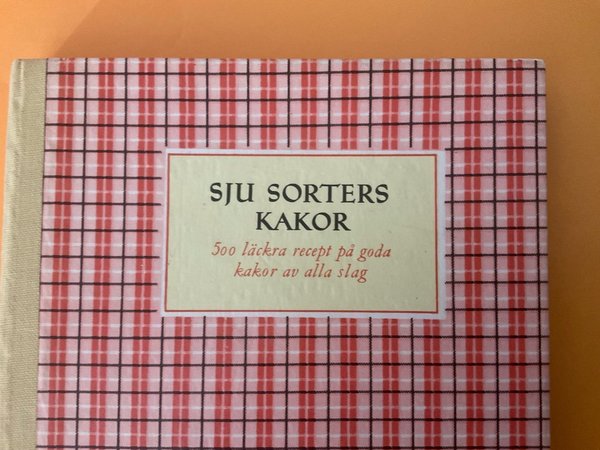 SJU SORTERS
KAKOR
500 läckra recept på goda
kakor av alla slag